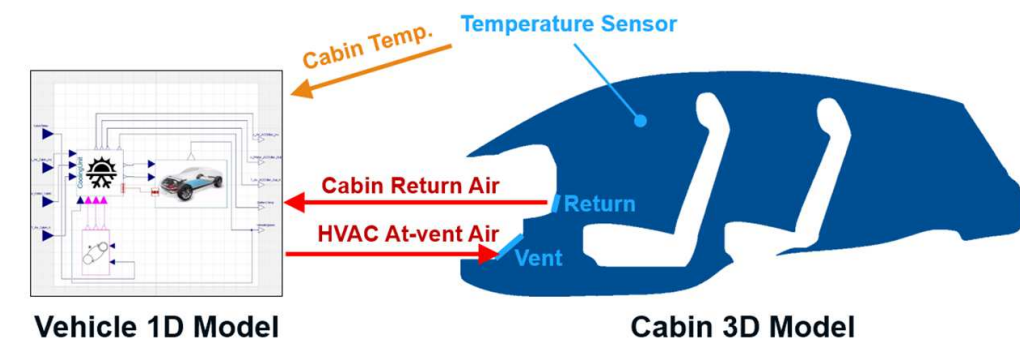 Temperature Sensor
Cabin Temp.
Cabin Return Air
Return
HVAC At-vent Air
Vent
Vehicle 1D Model
Cabin 3D Model